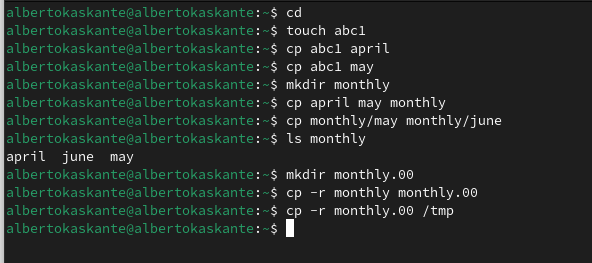 albertokaskante@albertokaskante:~$ cd
albertokaskante@albertokaskante:~$ touch abc1
albertokaskante@albertokaskante:~$ cp abc1 april
albertokaskante@albertokaskante:~$ cp abc1 may
albertokaskante@albertokaskante:~$ mkdir monthly
albertokaskante@albertokaskante:~$ cp april may monthly
albertokaskante@albertokaskante:~$ cp monthly/may monthly/june
albertokaskante@albertokaskante:~$ ls monthly
april  june  may
albertokaskante@albertokaskante:~$ mkdir monthly.00
albertokaskante@albertokaskante:~$ cp -r monthly monthly.00
albertokaskante@albertokaskante:~$ cp -r monthly.00 /tmp
albertokaskante@albertokaskante:~$